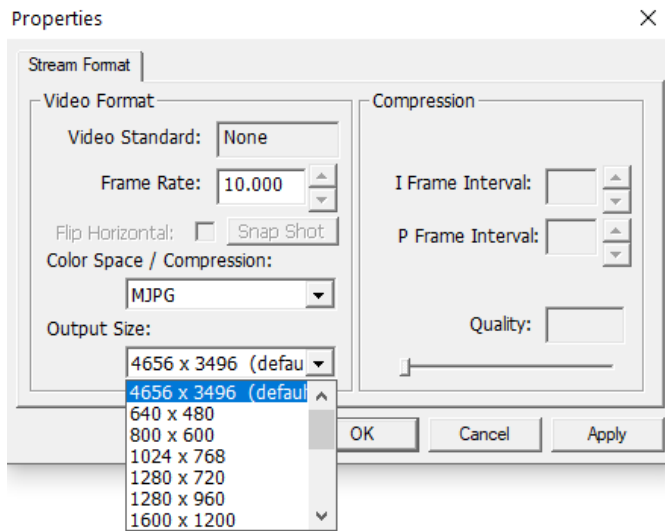 Properties
Stream Format
Video Format
Video Standard: None
Frame Rate: 10.000
Flip Horizontal: Snap Shot
Color Space / Compression:
MJPG
Output Size:
4656 x 3496 (defau
4656 x 3496 (defaul
640 x 480
800 x 600
1024 x 768
1280 x 720
1280 x 960
1600 x 1200
Compression
I Frame Interval:
P Frame Interval:
Quality:
OK Cancel Apply